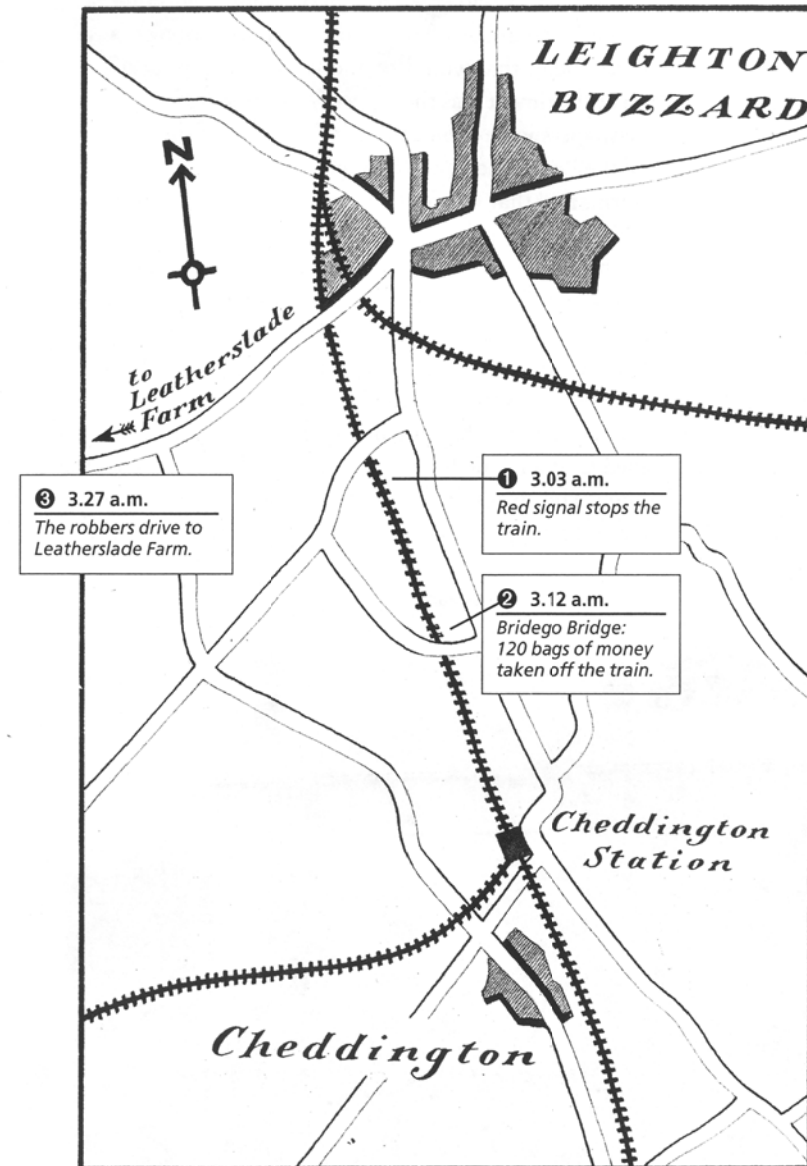 LEIGHTON
BUZZARD
N
to
Leatherslade
Farm
❸ 3.27 a.m.
The robbers drive to
Leatherslade Farm.
❶ 3.03 a.m.
Red signal stops the
train.
❷ 3.12 a.m.
Bridego Bridge:
120 bags of money
taken off the train.
Cheddington
Station
Cheddington